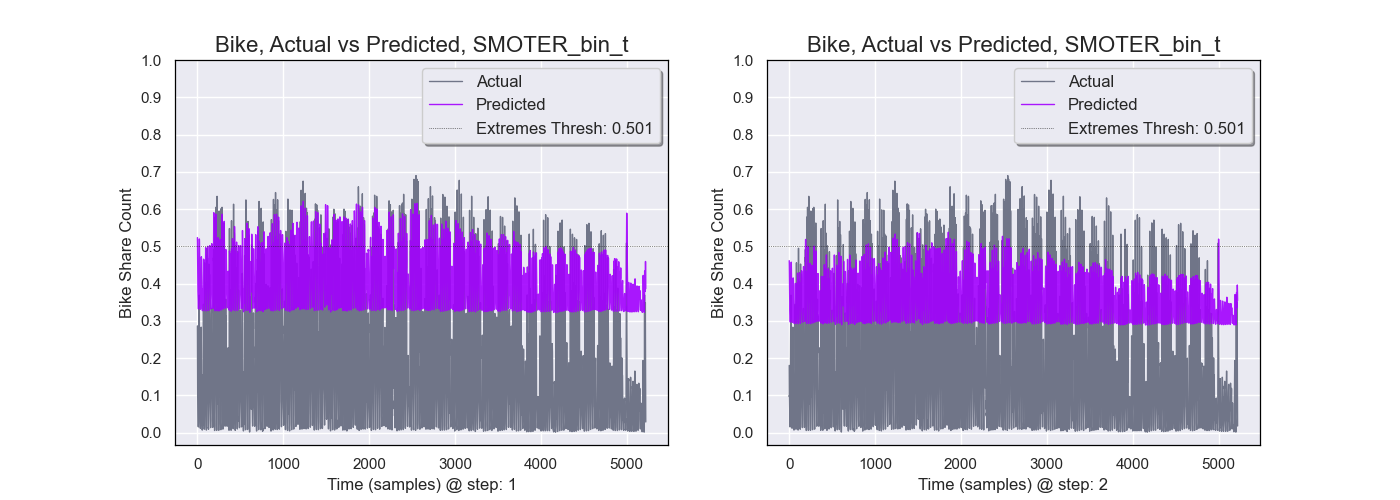 Bike, Actual vs Predicted, SMOTER_bin_t
Bike Share Count
1.0
0.9
0.8
0.7
0.6
0.5
0.4
0.3
0.2
0.1
0.0
Actual
Predicted
Extremes Thresh: 0.501
0 1000 2000 3000 4000 5000
Time (samples) @ step: 1
Bike, Actual vs Predicted, SMOTER_bin_t
Bike Share Count
1.0
0.9
0.8
0.7
0.6
0.5
0.4
0.3
0.2
0.1
0.0
Actual
Predicted
Extremes Thresh: 0.501
0 1000 2000 3000 4000 5000
Time (samples) @ step: 2